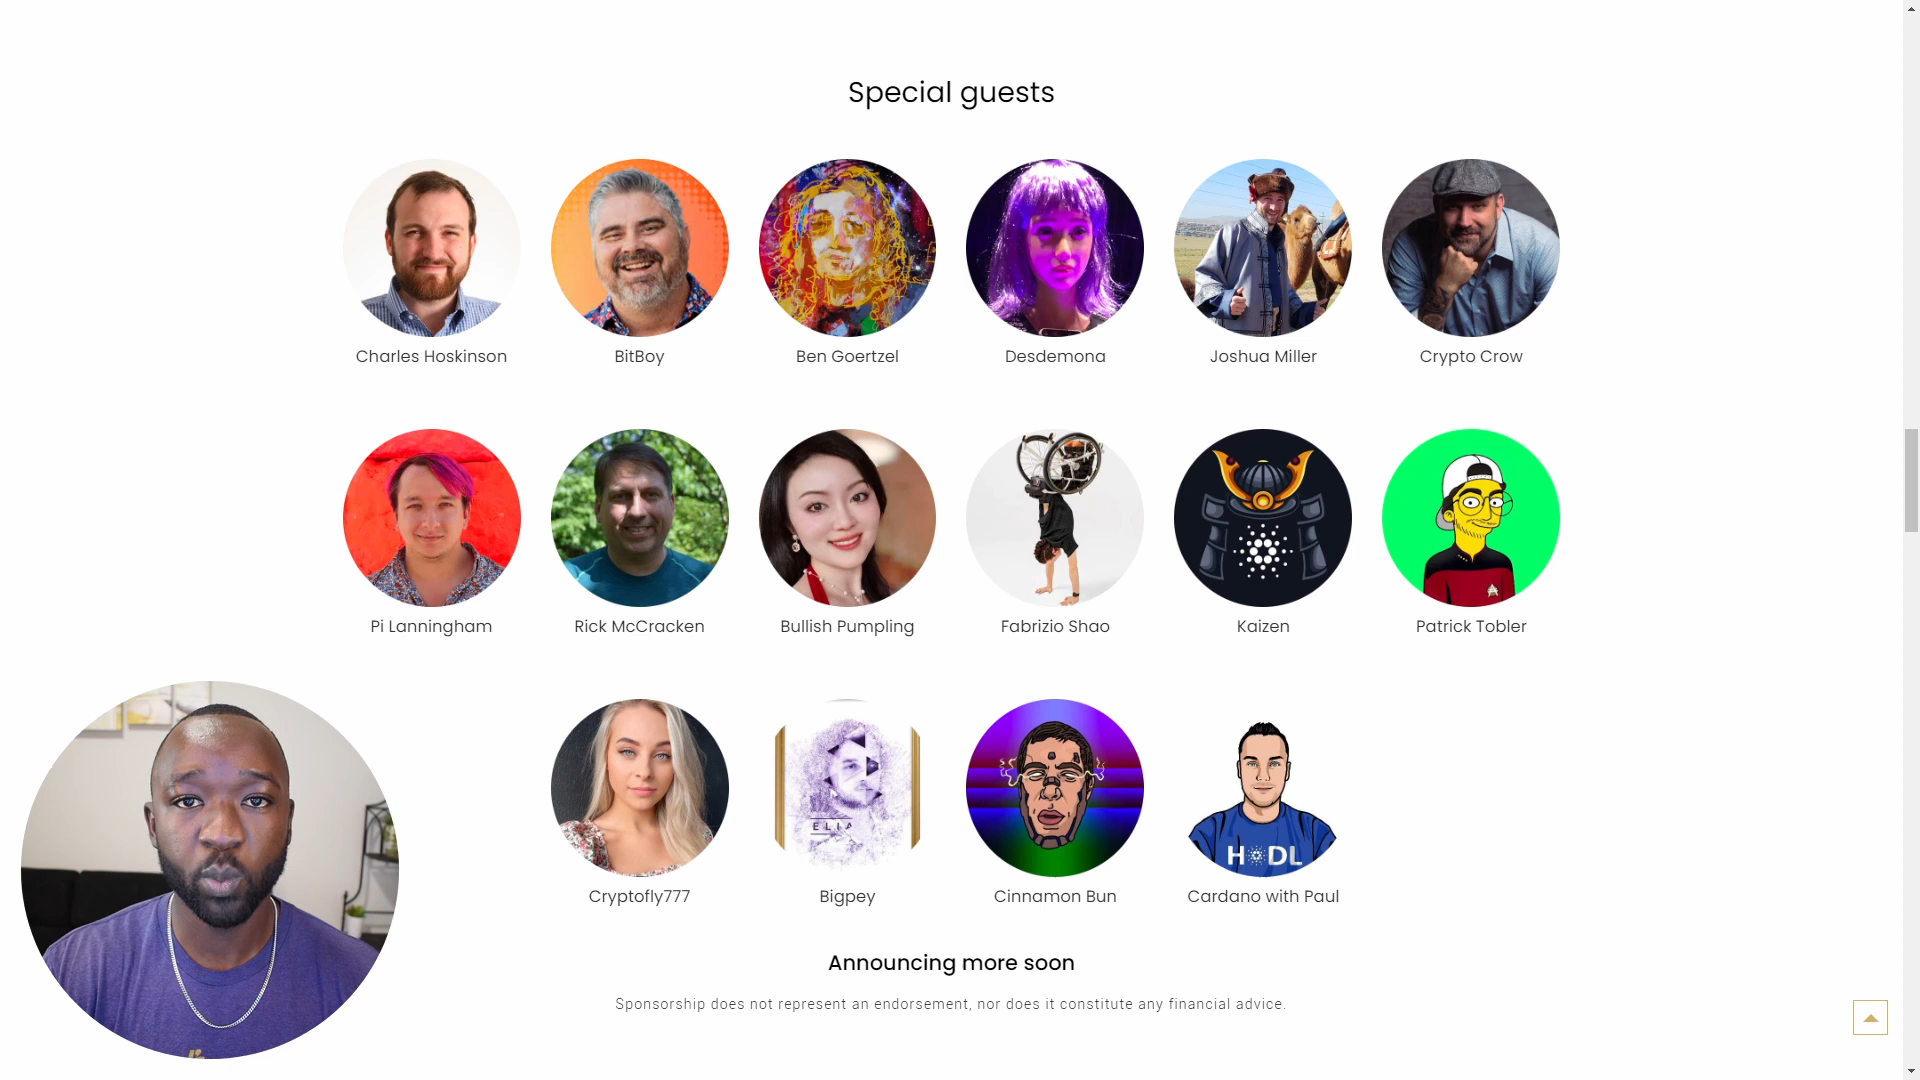 Special guests
Charles Hoskinson
BitBoy
Ben Goertzel
Desdemona
Joshua Miller
Crypto Crow
Pi Lanningham
Rick McCracken
Bullish Pumpling
Fabrizio Shao
Kaizen
Patrick Tobler
H DL
Cryptofly777
Bigpey
Cinnamon Bun
Cardano with Paul
Announcing more soon
Sponsorship does not represent an endorsement, nor does it constitute any financial advice.